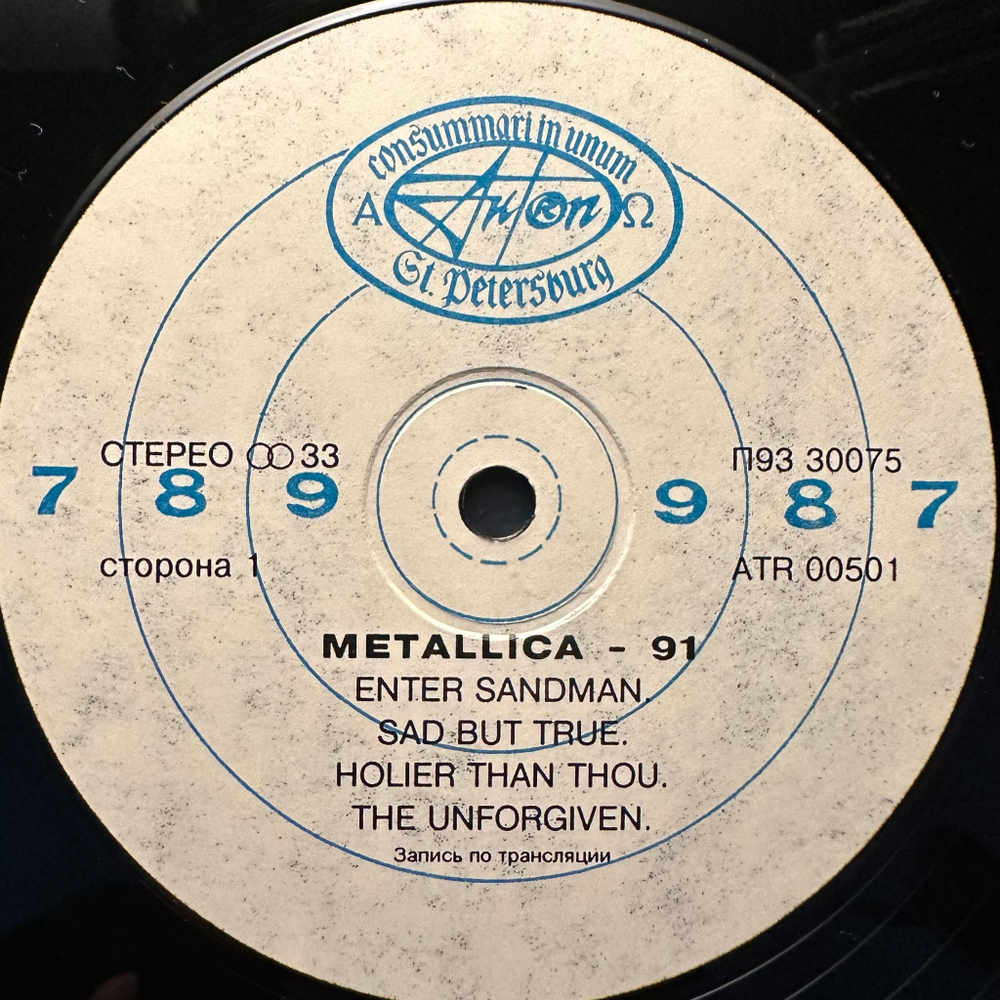 consummari in unum
Α АнТроп Ω
St. Petersburg
СТЕРЕО 33
П93 30075
7 8 9 9 8 7
сторона 1
ATR 00501
METALLICA - 91
ENTER SANDMAN.
SAD BUT TRUE.
HOLIER THAN THOU.
THE UNFORGIVEN.
Запись по трансляции